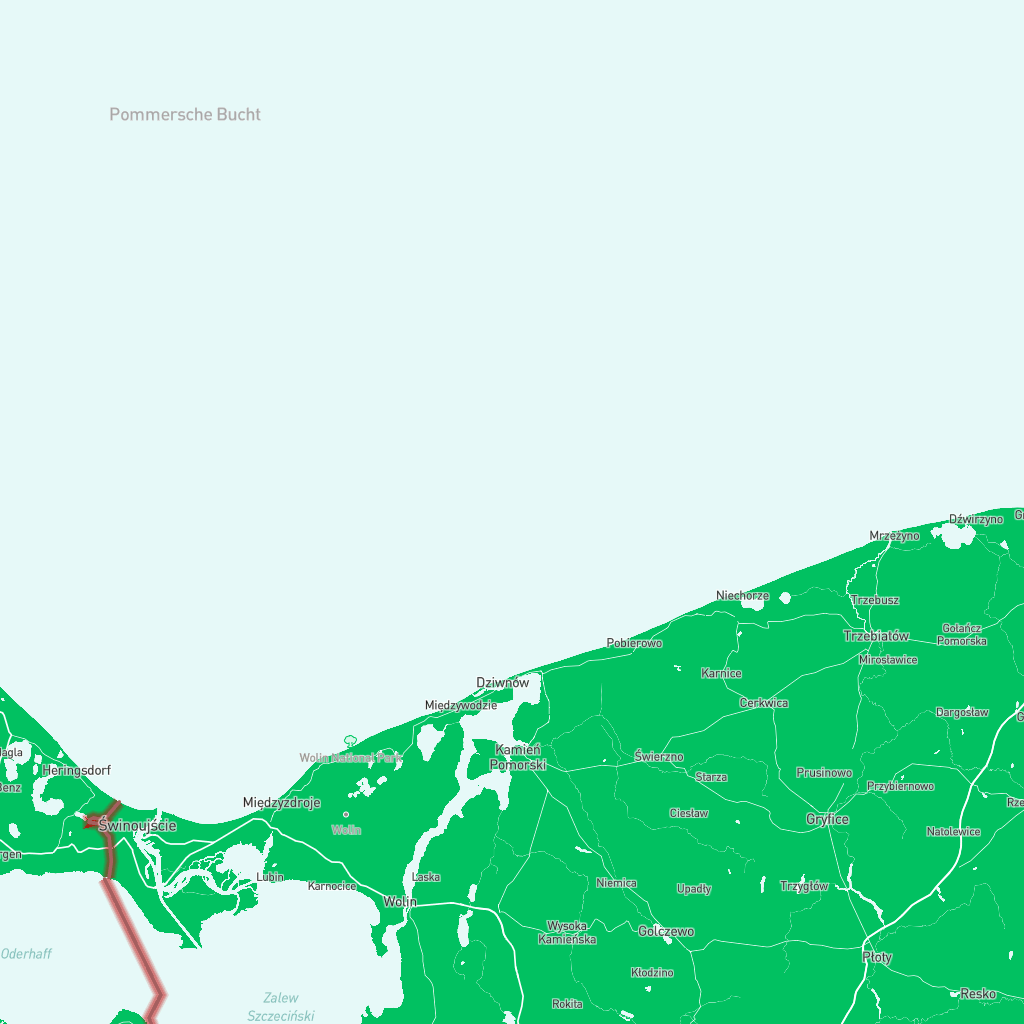 Pommersche Bucht
Dźwirzyno
Mrzeżyno
Niechorze
Trzebusz
Gołańcz
Pomorska
Trzebiatów
Pobierowo
Mirosławice
Karnice
Dziwnów
Międzywodzie
Cerkwica
Dargosław
Wolin National Park
Kamień
Pomorski
Świerzno
Heringsdorf
Starza
Prusinowo
Przybiernowo
Międzyzdroje
Ciesław
Gryfice
Świnoujście
Wolin
Natolewice
Lubin
Karnocice
Laska
Niemica
Upadły
Trzygłów
Wolin
Wysoka
Kamieńska
Golczewo
Oderhaff
Płoty
Kłodzino
Zalew
Szczeciński
Rokita
Resko